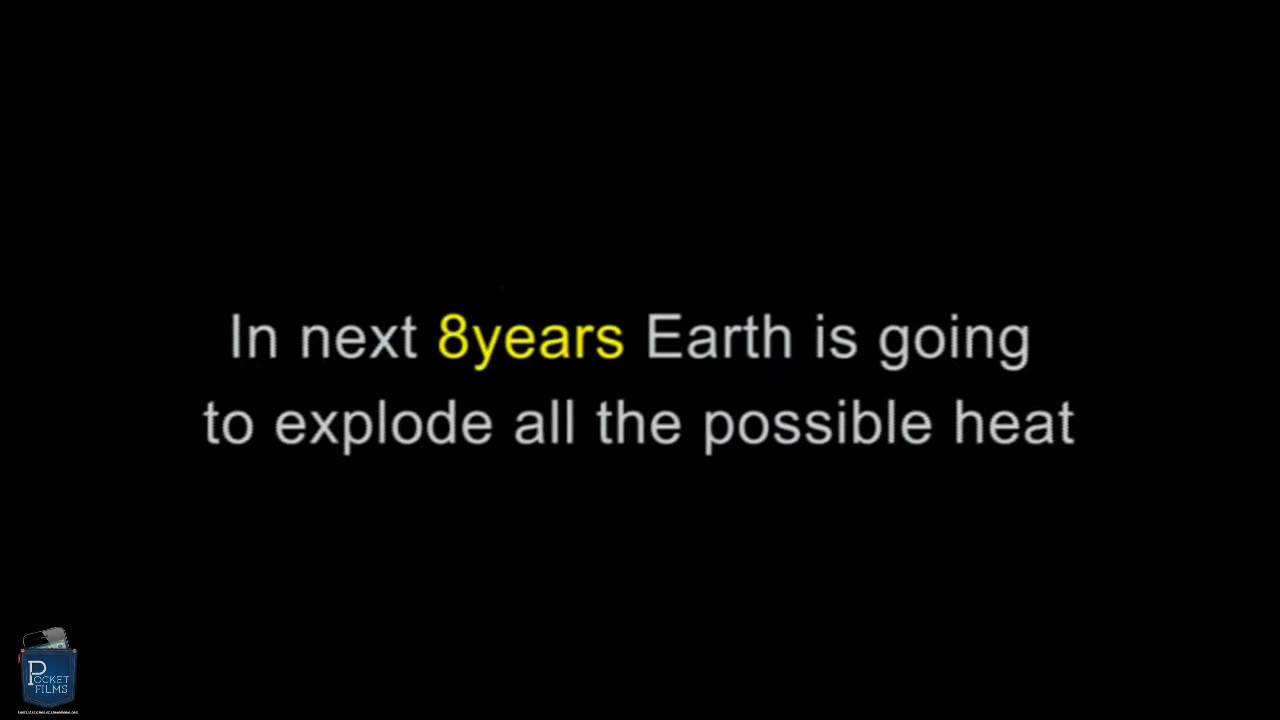 In next 8years Earth is going
to explode all the possible heat
POCKET
FILMS